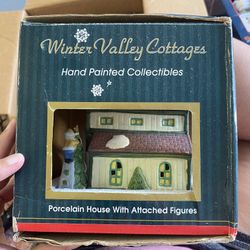 Winter Valley Cottages
Hand Painted Collectibles
Porcelain House With Attached Figures